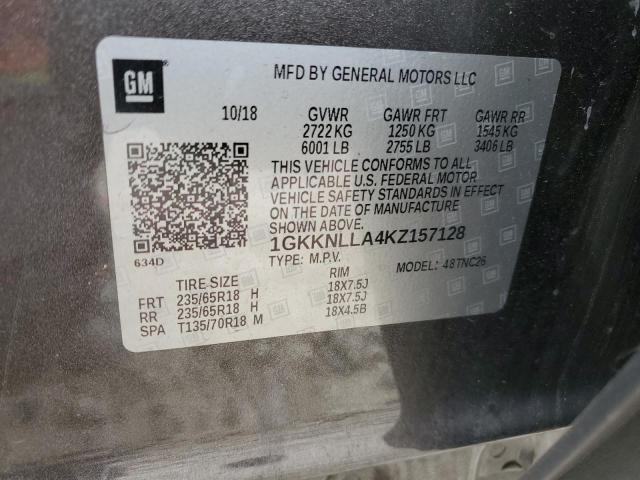 GM
MFD BY GENERAL MOTORS LLC
10/18 GVWR GAWR FRT GAWR RR
2722 KG 1250 KG 1545 KG
6001 LB 2755 LB 3406 LB
THIS VEHICLE CONFORMS TO ALL
APPLICABLE U.S. FEDERAL MOTOR
VEHICLE SAFETY STANDARDS IN EFFECT
ON THE DATE OF MANUFACTURE
SHOWN ABOVE.
1GKKNLLA4KZ157128
634D
TYPE: M.P.V. MODEL: 48TNC26
TIRE SIZE RIM
FRT 235/65R18 H 18X7.5J
RR 235/65R18 H 18X7.5J
SPA T135/70R18 M 18X4.5B